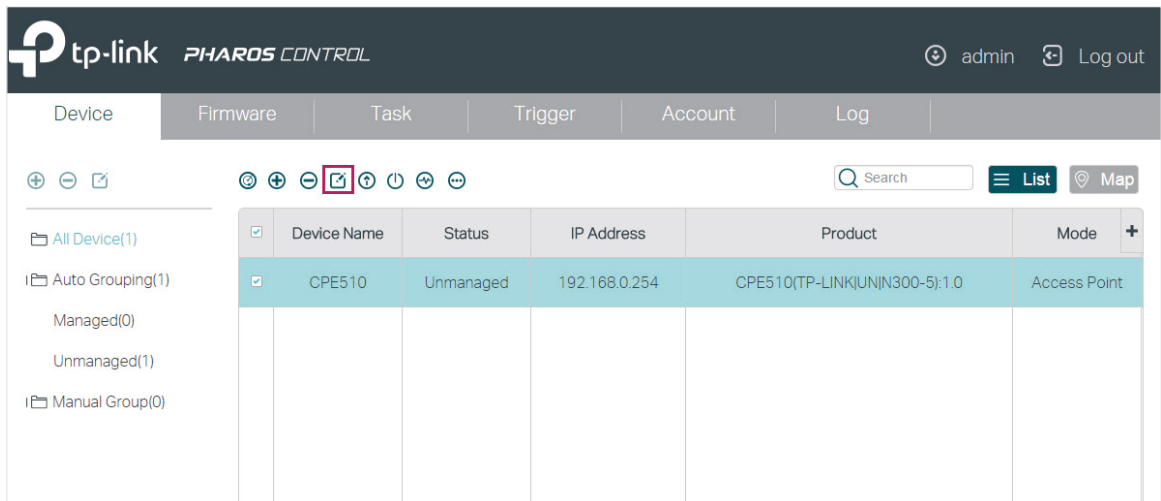 tp-link PHAROS CONTROL admin Log out
Device Firmware Task Trigger Account Log
Search List Map
All Device(1)
Auto Grouping(1)
Managed(0)
Unmanaged(1)
Manual Group(0)
Device Name Status IP Address Product Mode +
CPE510 Unmanaged 192.168.0.254 CPE510(TP-LINK|UN|N300-5):1.0 Access Point